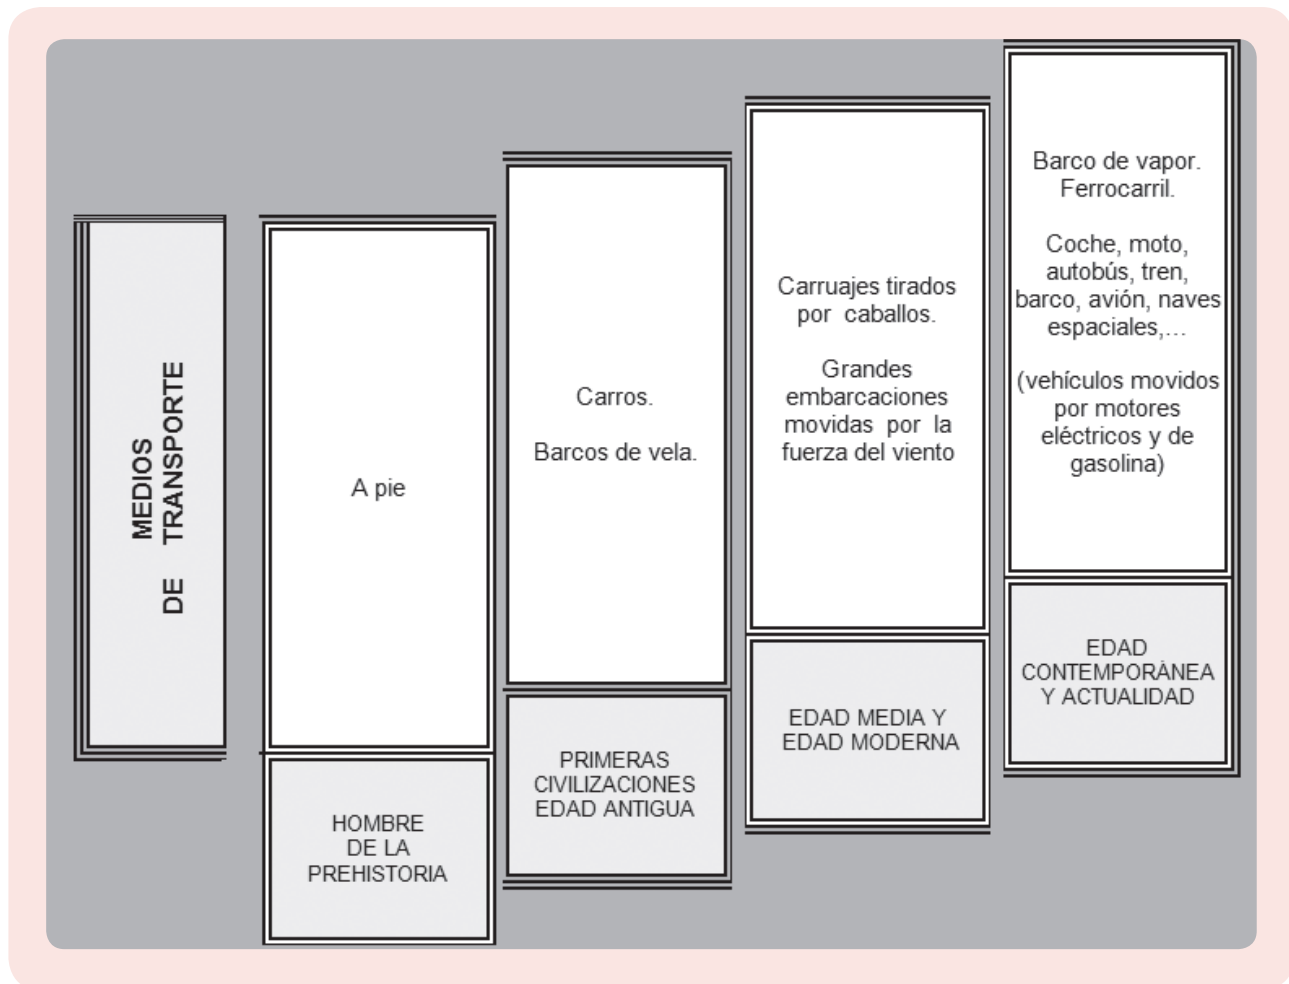 MEDIOS
DE TRANSPORTE
A pie
HOMBRE
DE LA
PREHISTORIA
Carros.
Barcos de vela.
PRIMERAS
CIVILIZACIONES
EDAD ANTIGUA
Carruajes tirados
por caballos.
Grandes
embarcaciones
movidas por la
fuerza del viento
EDAD MEDIA Y
EDAD MODERNA
Barco de vapor.
Ferrocarril.
Coche, moto,
autobús, tren,
barco, avión, naves
espaciales,...
(vehículos movidos
por motores
eléctricos y de
gasolina)
EDAD
CONTEMPORÁNEA
Y ACTUALIDAD